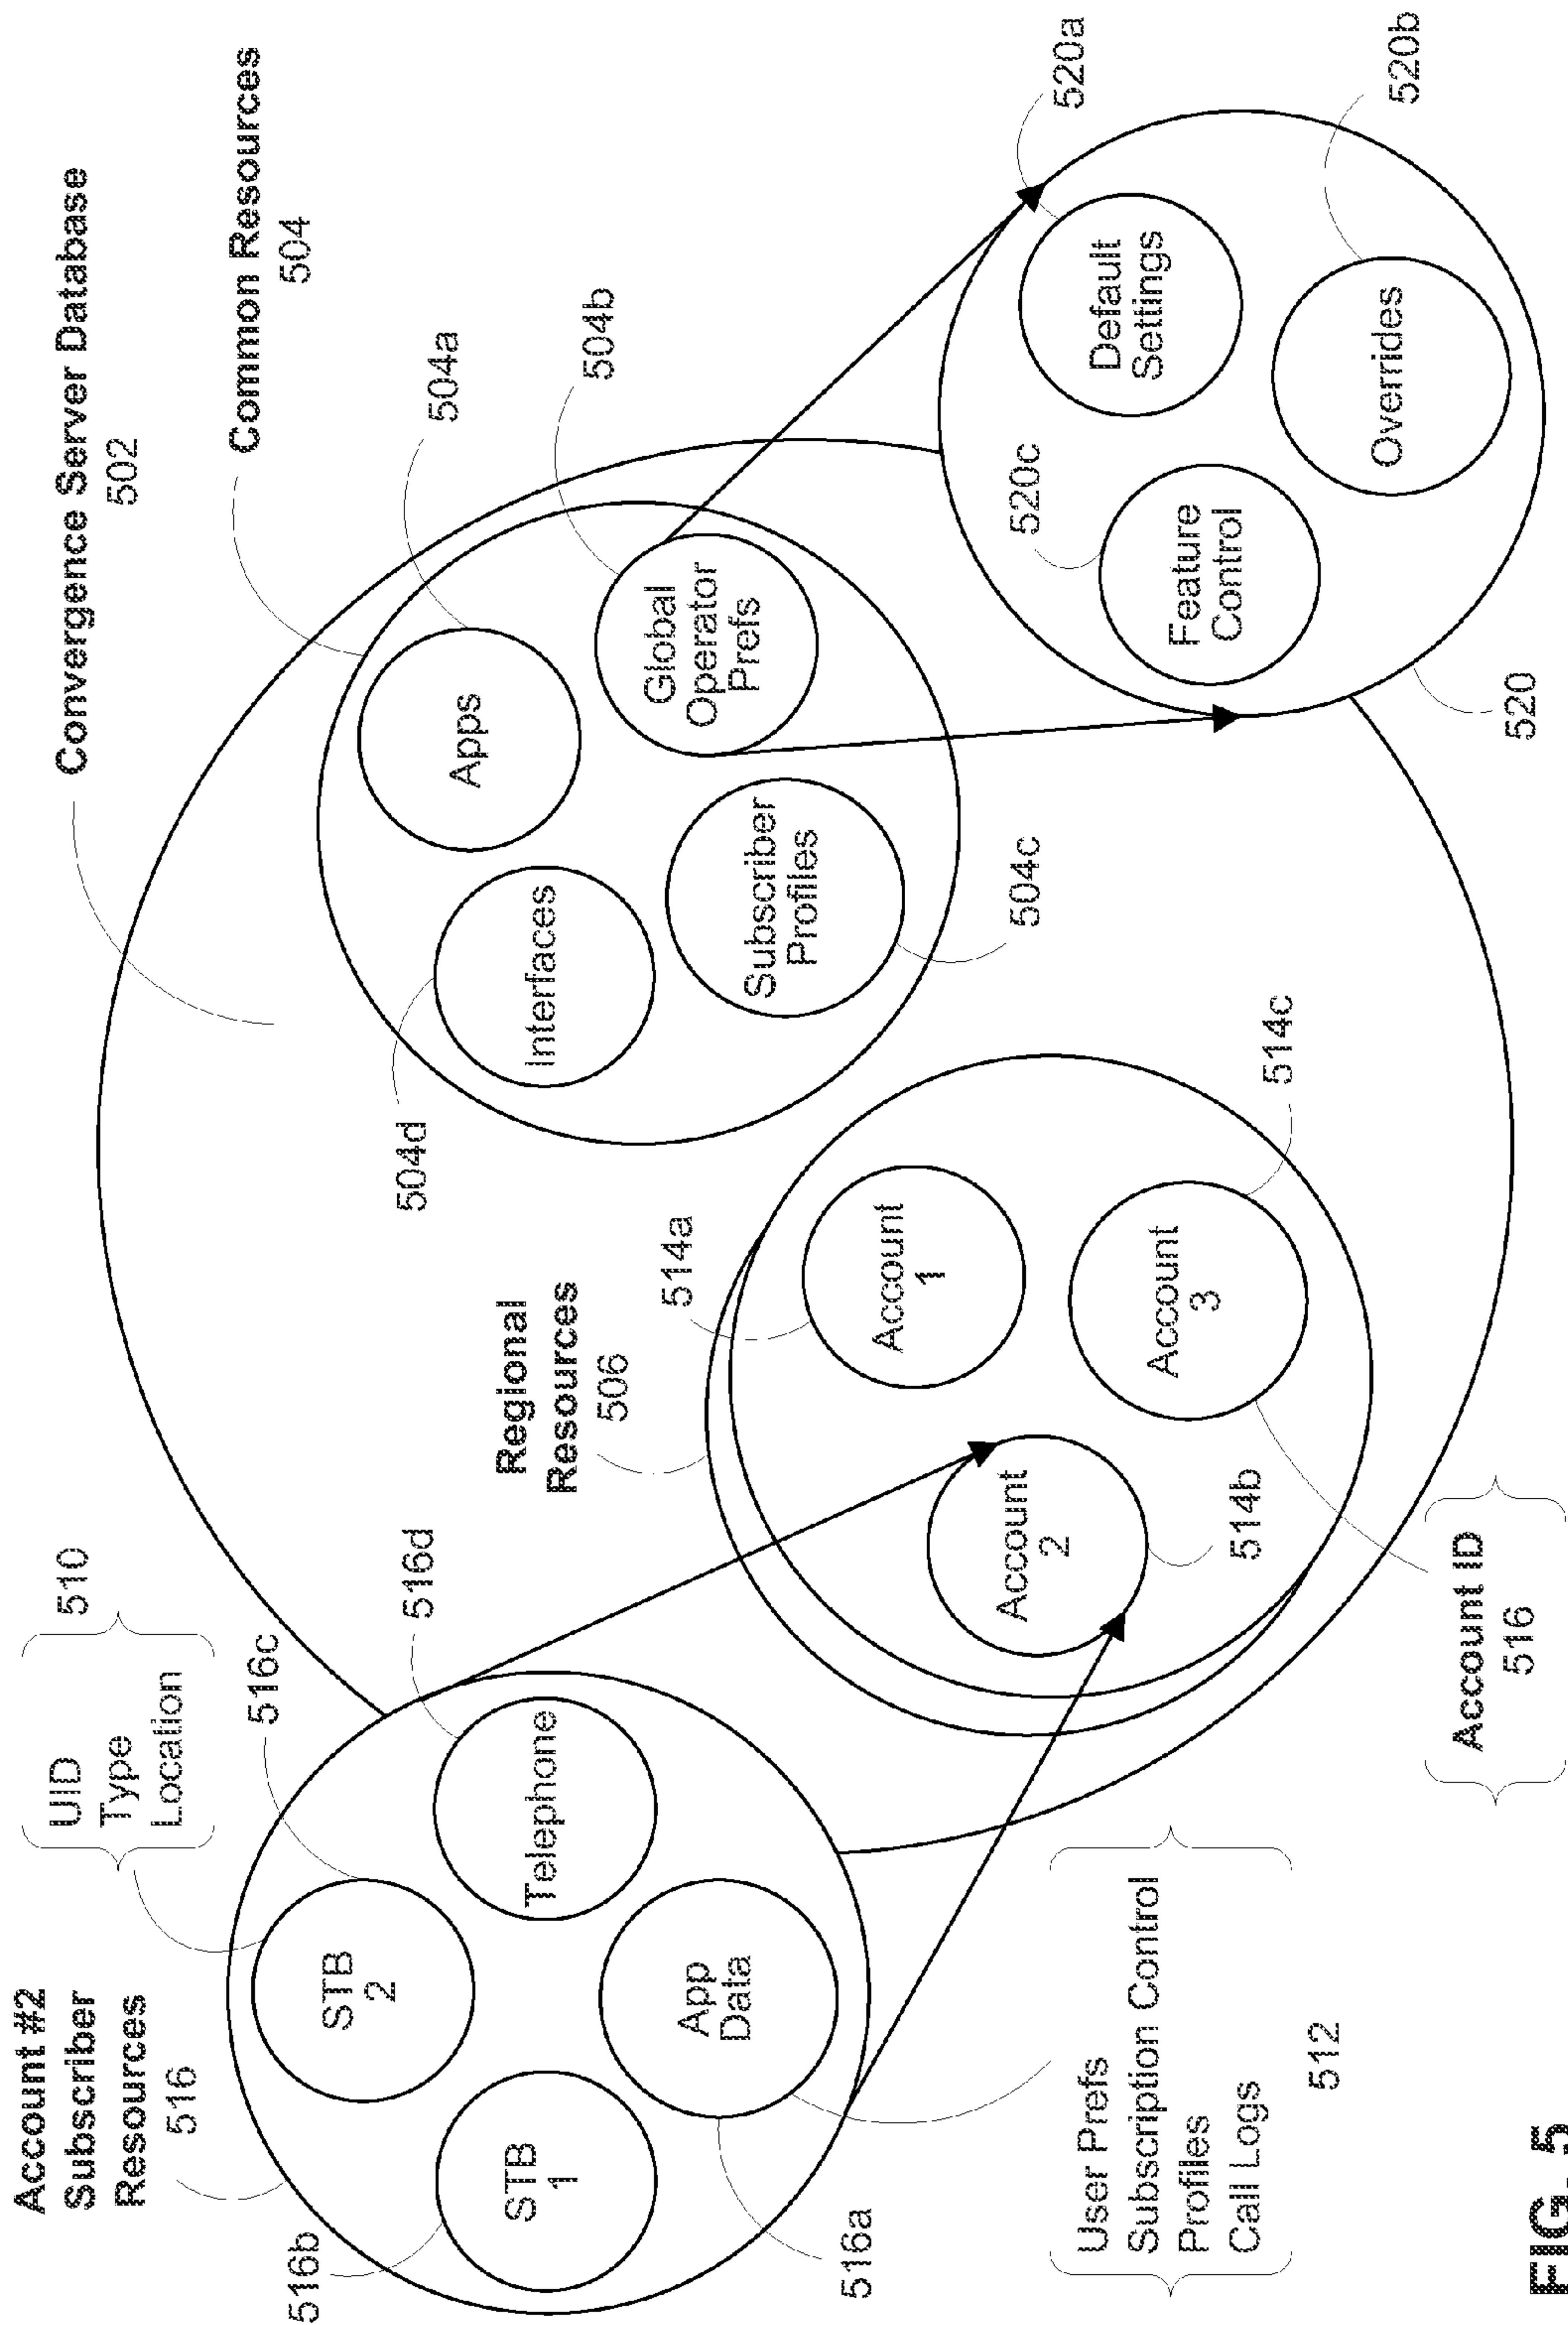 Account #2
Subscriber
Resources
516
UID
Type
Location
510
Convergence Server Database
502
Common Resources
504
516b
516c
516d
STB
1
STB
2
Telephone
App
Data
516a
User Prefs
Subscription Control
Profiles
Call Logs
512
Regional
Resources
506
514a
Account
1
Account
2
Account
3
514b
514c
Account ID
516
504d
504a
504b
Interfaces
Apps
Global
Operator
Prefs
Subscriber
Profiles
504c
520c
520a
Feature
Control
Default
Settings
Overrides
520b
520
FIG. 5